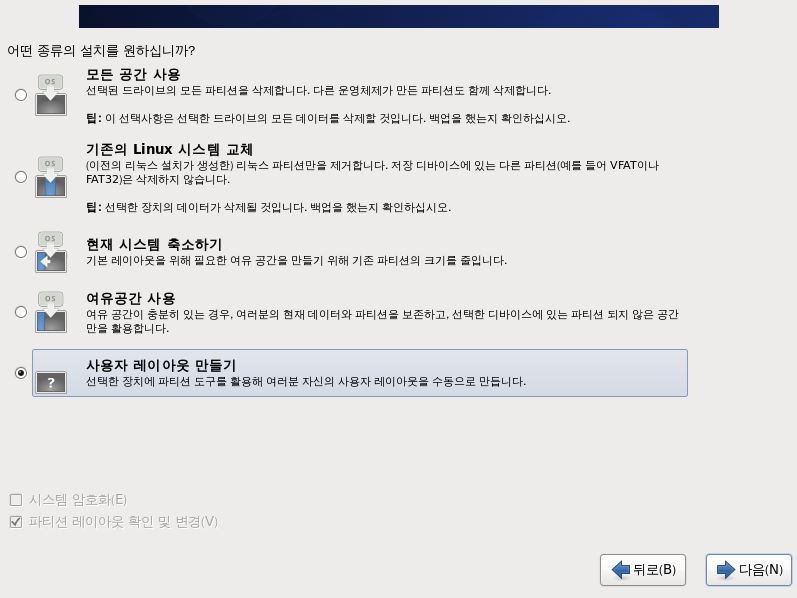 어떤 종류의 설치를 원하십니까?
OS
모든 공간 사용
선택된 드라이브의 모든 파티션을 삭제합니다. 다른 운영체제가 만든 파티션도 함께 삭제합니다.
팁: 이 선택사항은 선택한 드라이브의 모든 데이터를 삭제할 것입니다. 백업을 했는지 확인하십시오.
OS
기존의 Linux 시스템 교체
(이전의 리눅스 설치가 생성한) 리눅스 파티션만을 제거합니다. 저장 디바이스에 있는 다른 파티션(예를 들어 VFAT이나
FAT32)은 삭제하지 않습니다.
팁: 선택한 장치의 데이터가 삭제될 것입니다. 백업을 했는지 확인하십시오.
OS
현재 시스템 축소하기
기본 레이아웃을 위해 필요한 여유 공간을 만들기 위해 기존 파티션의 크기를 줄입니다.
OS
여유공간 사용
여유 공간이 충분히 있는 경우, 여러분의 현재 데이터와 파티션을 보존하고, 선택한 디바이스에 있는 파티션 되지 않은 공간
만을 활용합니다.
?
사용자 레이아웃 만들기
선택한 장치에 파티션 도구를 활용해 여러분 자신의 사용자 레이아웃을 수동으로 만듭니다.
시스템 암호화(E)
파티션 레이아웃 확인 및 변경(V)
뒤로(B)
다음(N)